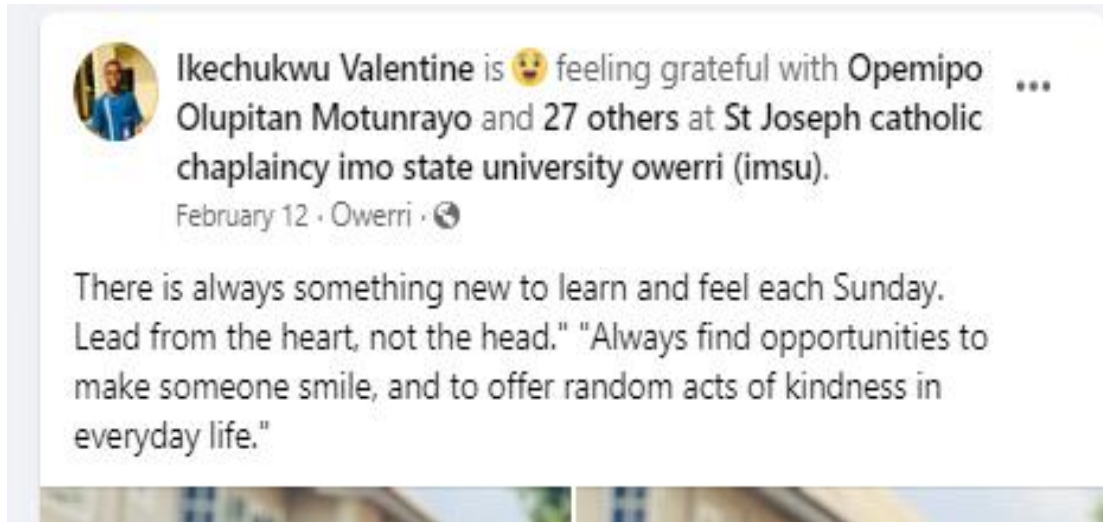 Ikechukwu Valentine is 😲 feeling grateful with Opemipo
Olupitan Motunrayo and 27 others at St Joseph catholic
chaplaincy imo state university owerri (imsu).
February 12 · Owerri ·
There is always something new to learn and feel each Sunday.
Lead from the heart, not the head." "Always find opportunities to
make someone smile, and to offer random acts of kindness in
everyday life."